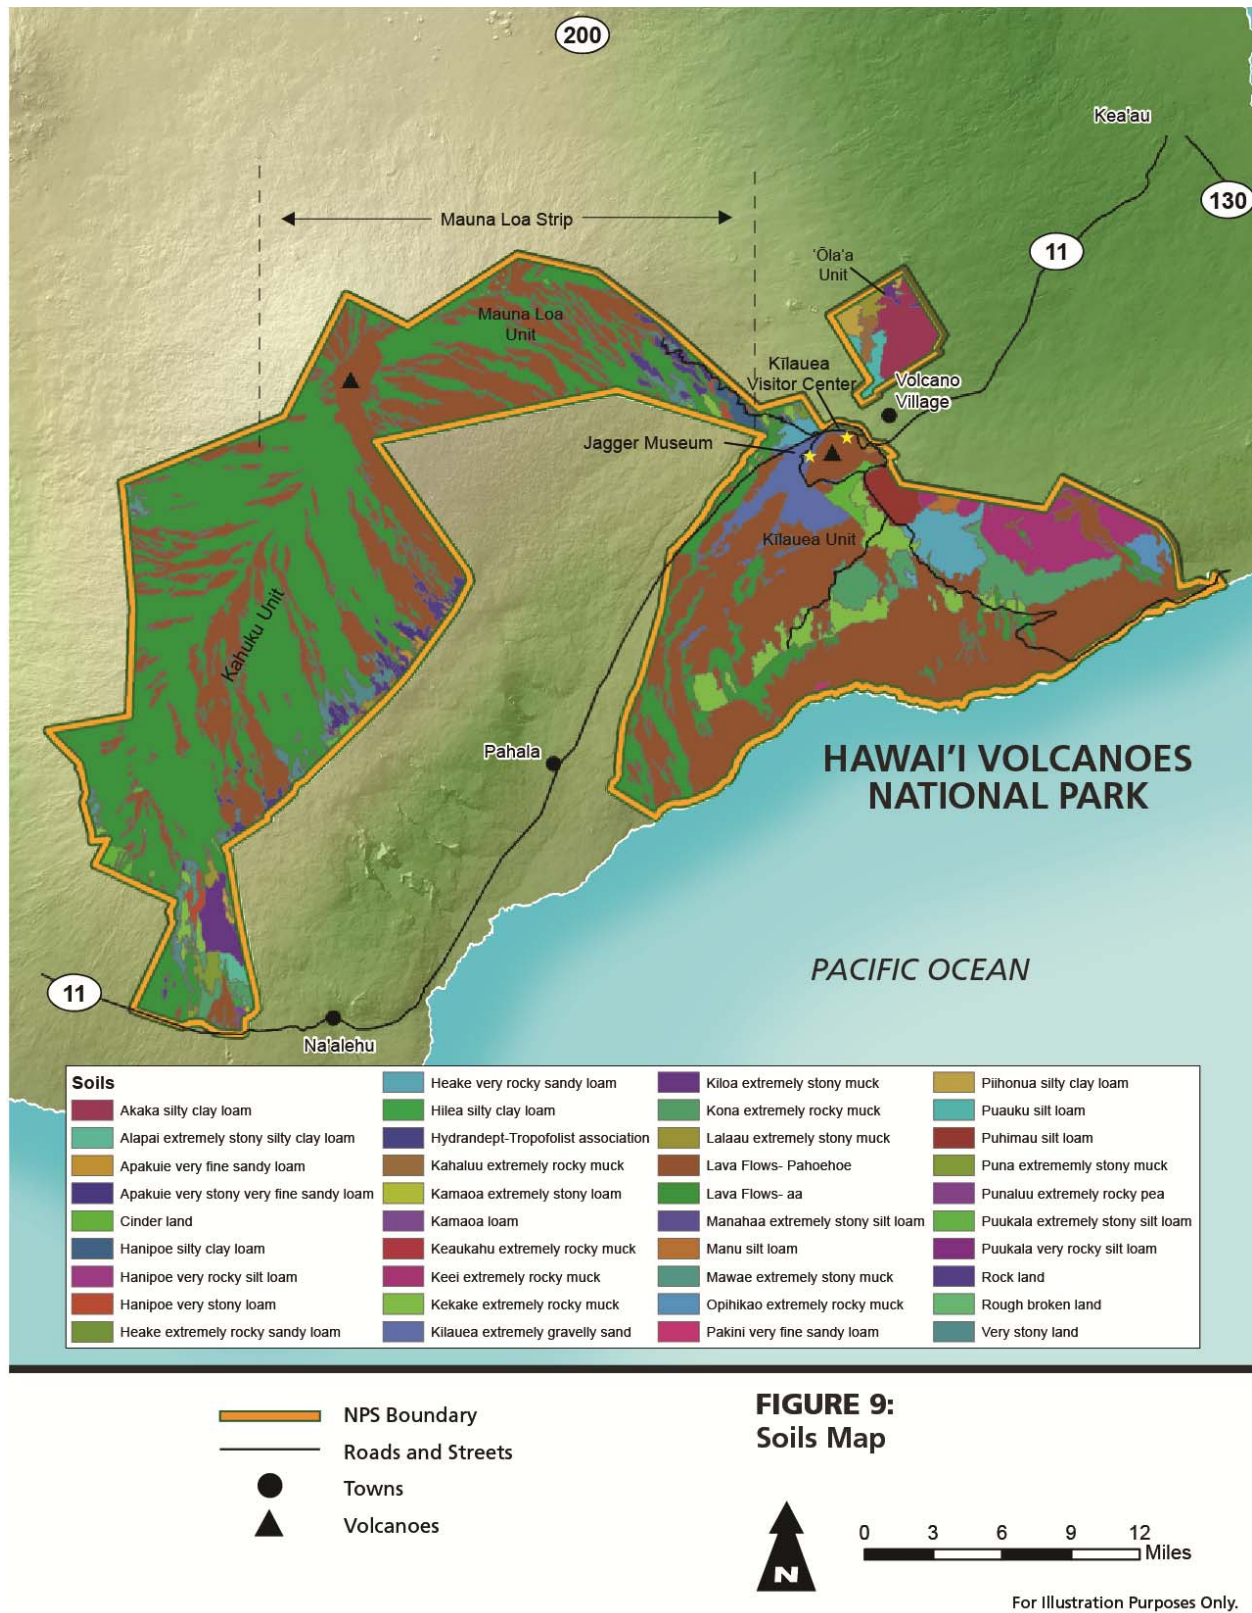 200
Kea'au
130
Mauna Loa Strip
11
'Ōla'a
Unit
Mauna Loa
Unit
Kīlauea
Visitor Center
Volcano
Village
Jagger Museum
Kīlauea Unit
Kahuku Unit
Pahala
HAWAI'I VOLCANOES
NATIONAL PARK
PACIFIC OCEAN
11
Na'alehu
Soils
Akaka silty clay loam
Alapai extremely stony silty clay loam
Apakuie very fine sandy loam
Apakuie very stony very fine sandy loam
Cinder land
Hanipoe silty clay loam
Hanipoe very rocky silt loam
Hanipoe very stony loam
Heake extremely rocky sandy loam
Heake very rocky sandy loam
Hilea silty clay loam
Hydrandept-Tropofolist association
Kahaluu extremely rocky muck
Kamaoa extremely stony loam
Kamaoa loam
Keaukahu extremely rocky muck
Keei extremely rocky muck
Kekake extremely rocky muck
Kilauea extremely gravelly sand
Kiloa extremely stony muck
Kona extremely rocky muck
Lalaau extremely stony muck
Lava Flows- Pahoehoe
Lava Flows- aa
Manahaa extremely stony silt loam
Manu silt loam
Mawae extremely stony muck
Opihikao extremely rocky muck
Pakini very fine sandy loam
Piihonua silty clay loam
Puauku silt loam
Puhimau silt loam
Puna extrememly stony muck
Punaluu extremely rocky pea
Puukala extremely stony silt loam
Puukala very rocky silt loam
Rock land
Rough broken land
Very stony land
NPS Boundary
Roads and Streets
Towns
Volcanoes
FIGURE 9:
Soils Map
N
0 3 6 9 12
Miles
For Illustration Purposes Only.